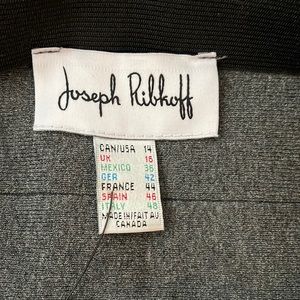 Joseph Ribkoff
CAN/USA 14
UK 16
MEXICO 36
GER 42
FRANCE 44
SPAIN 46
ITALY 48
MADE IN/FAIT AU
CANADA